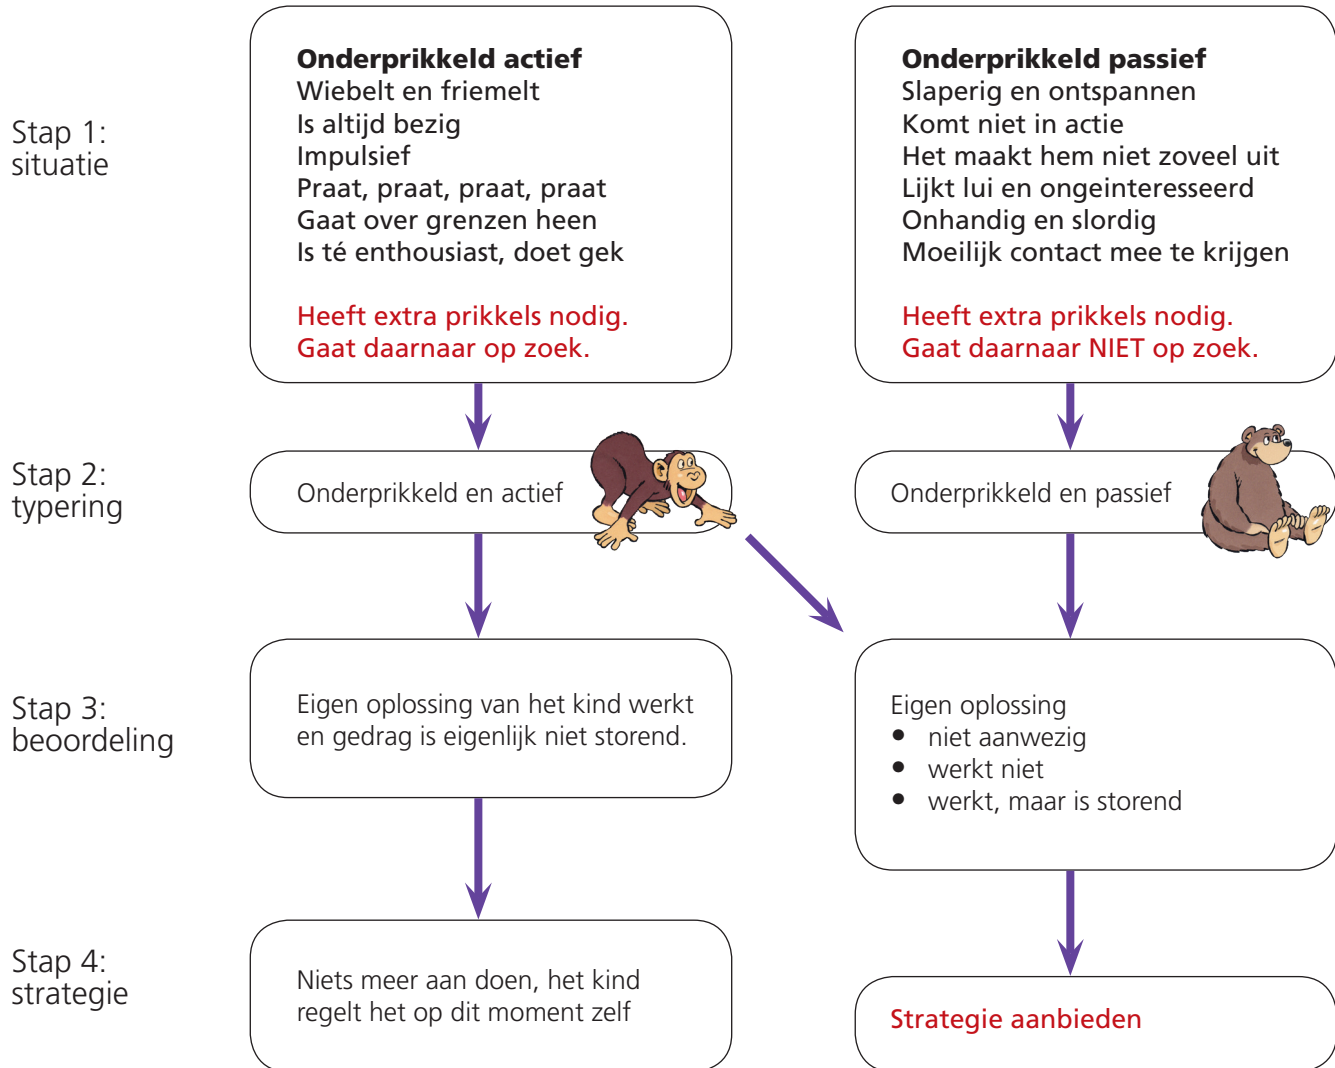 Stap 1:
situatie
Onderprikkeld actief
Wiebelt en friemelt
Is altijd bezig
Impulsief
Praat, praat, praat, praat
Gaat over grenzen heen
Is té enthousiast, doet gek
Heeft extra prikkels nodig.
Gaat daarnaar op zoek.
Onderprikkeld passief
Slaperig en ontspannen
Komt niet in actie
Het maakt hem niet zoveel uit
Lijkt lui en ongeinteresseerd
Onhandig en slordig
Moeilijk contact mee te krijgen
Heeft extra prikkels nodig.
Gaat daarnaar NIET op zoek.
Stap 2:
typering
Onderprikkeld en actief
Onderprikkeld en passief
Stap 3:
beoordeling
Eigen oplossing van het kind werkt
en gedrag is eigenlijk niet storend.
Eigen oplossing
• niet aanwezig
• werkt niet
• werkt, maar is storend
Stap 4:
strategie
Niets meer aan doen, het kind
regelt het op dit moment zelf
Strategie aanbieden